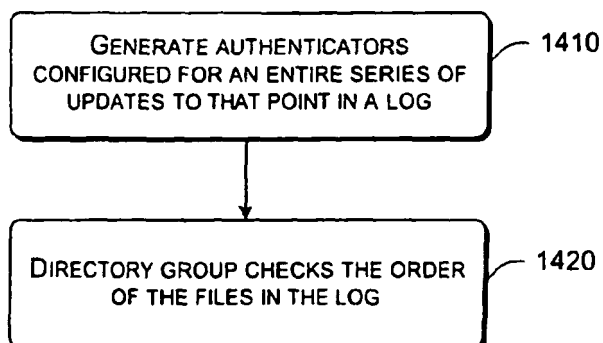 GENERATE AUTHENTICATORS
CONFIGURED FOR AN ENTIRE SERIES OF
UPDATES TO THAT POINT IN A LOG
1410
DIRECTORY GROUP CHECKS THE ORDER
OF THE FILES IN THE LOG
1420